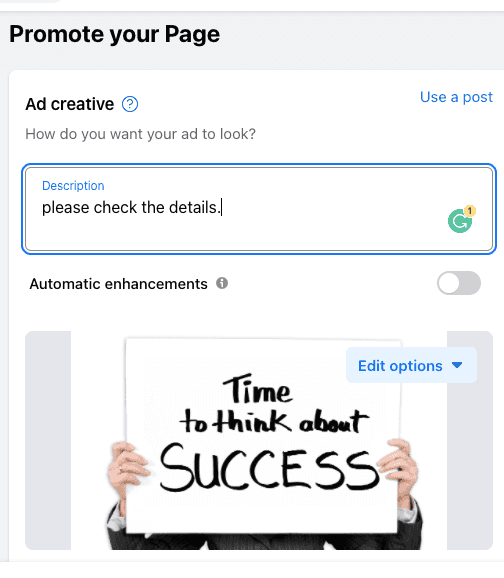 Promote your Page
Use a post
Ad creative
How do you want your ad to look?
Description
please check the details.
1
Automatic enhancements
Edit options
Time
to think about
SUCCESS